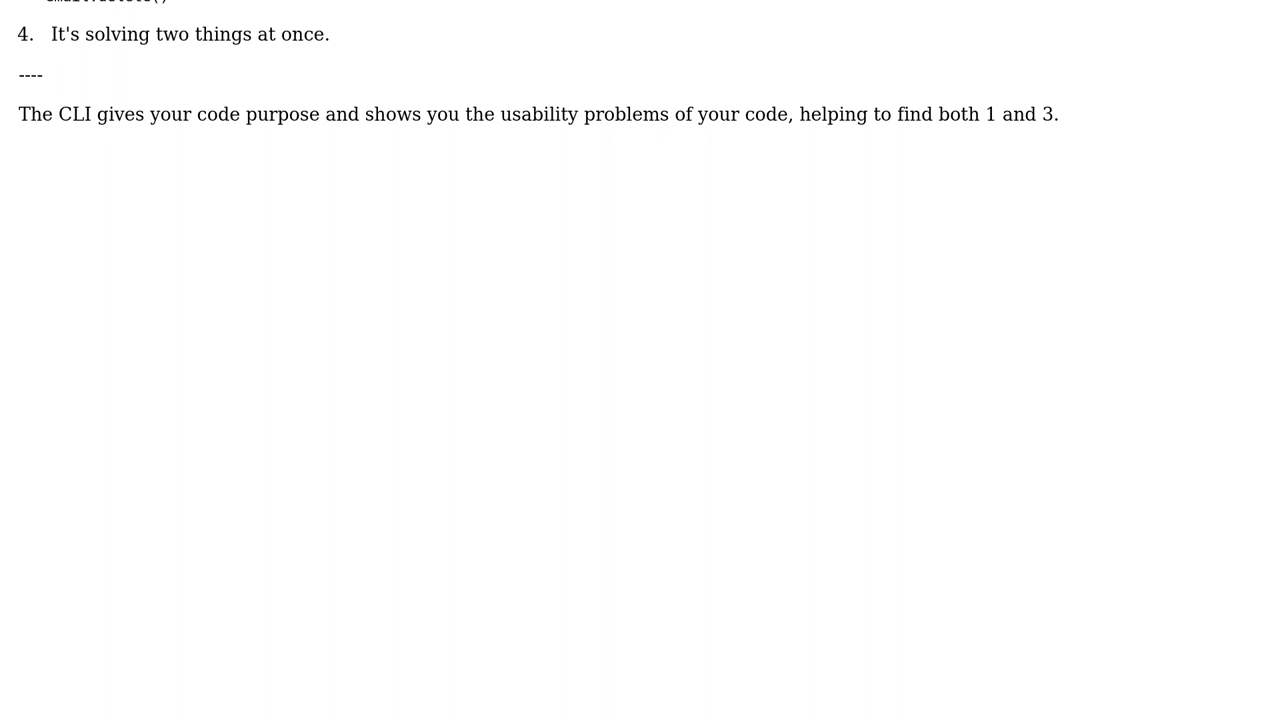 4. It's solving two things at once.
----
The CLI gives your code purpose and shows you the usability problems of your code, helping to find both 1 and 3.